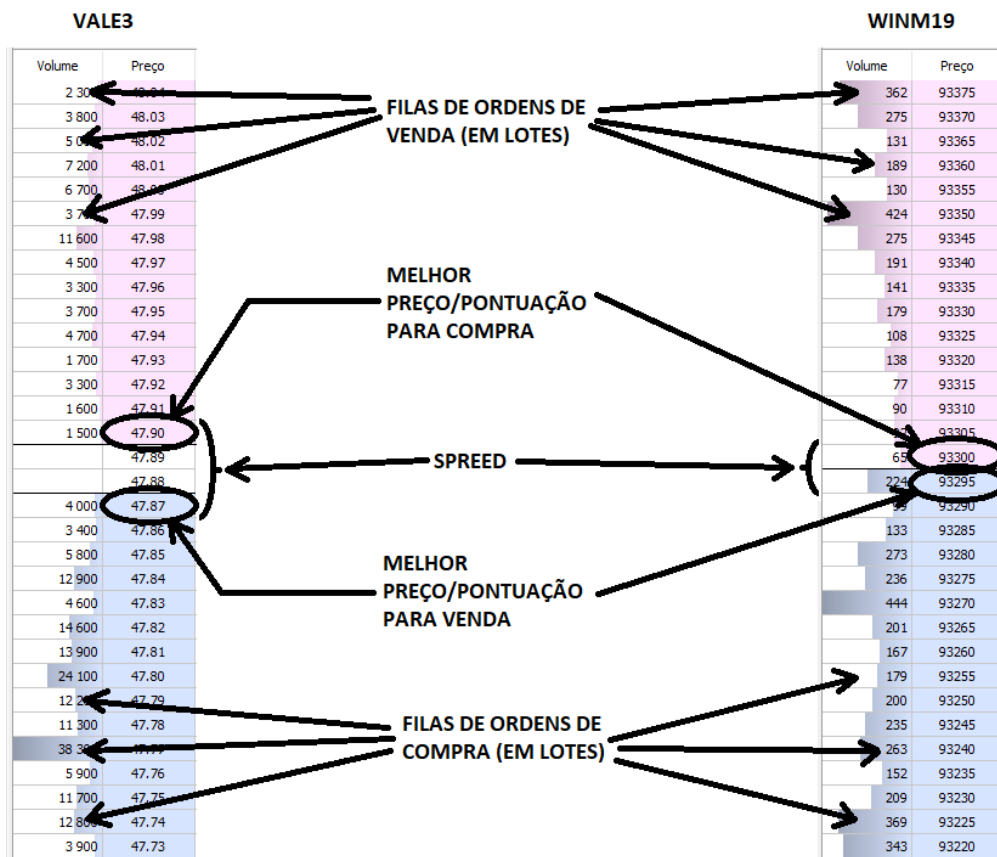 VALE3
Volume Preço
3 800 48.03
48.02
7 200 48.01
6 700
47.99
11 600 47.98
4 500 47.97
3 300 47.96
3 700 47.95
4 700 47.94
1 700 47.93
3 300 47.92
1 600 47.91
1 500 47.90
47.89
47.88
4 000 47.87
3 400 47.86
5 800 47.85
12 900 47.84
4 600 47.83
14 600 47.82
13 900 47.81
24 100 47.80
47.79
11 300 47.78
5 900 47.76
11 700 47.75
12 800 47.74
3 900 47.73
FILAS DE ORDENS DE
VENDA (EM LOTES)
MELHOR
PREÇO/PONTUAÇÃO
PARA COMPRA
SPREED
MELHOR
PREÇO/PONTUAÇÃO
PARA VENDA
FILAS DE ORDENS DE
COMPRA (EM LOTES)
WINM19
Volume Preço
362 93375
275 93370
131 93365
189 93360
130 93355
424 93350
275 93345
191 93340
141 93335
179 93330
108 93325
138 93320
77 93315
90 93310
93305
65 93300
224 93295
93290
133 93285
273 93280
236 93275
444 93270
201 93265
167 93260
179 93255
200 93250
235 93245
263 93240
152 93235
209 93230
369 93225
343 93220